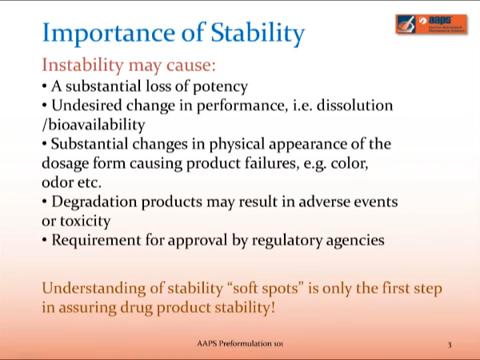 Importance of Stability
aaps
Instability may cause:
• A substantial loss of potency
• Undesired change in performance, i.e. dissolution
/bioavailability
• Substantial changes in physical appearance of the
dosage form causing product failures, e.g. color,
odor etc.
• Degradation products may result in adverse events
or toxicity
• Requirement for approval by regulatory agencies
Understanding of stability “soft spots” is only the first step
in assuring drug product stability!
AAPS Preformulation 101
3